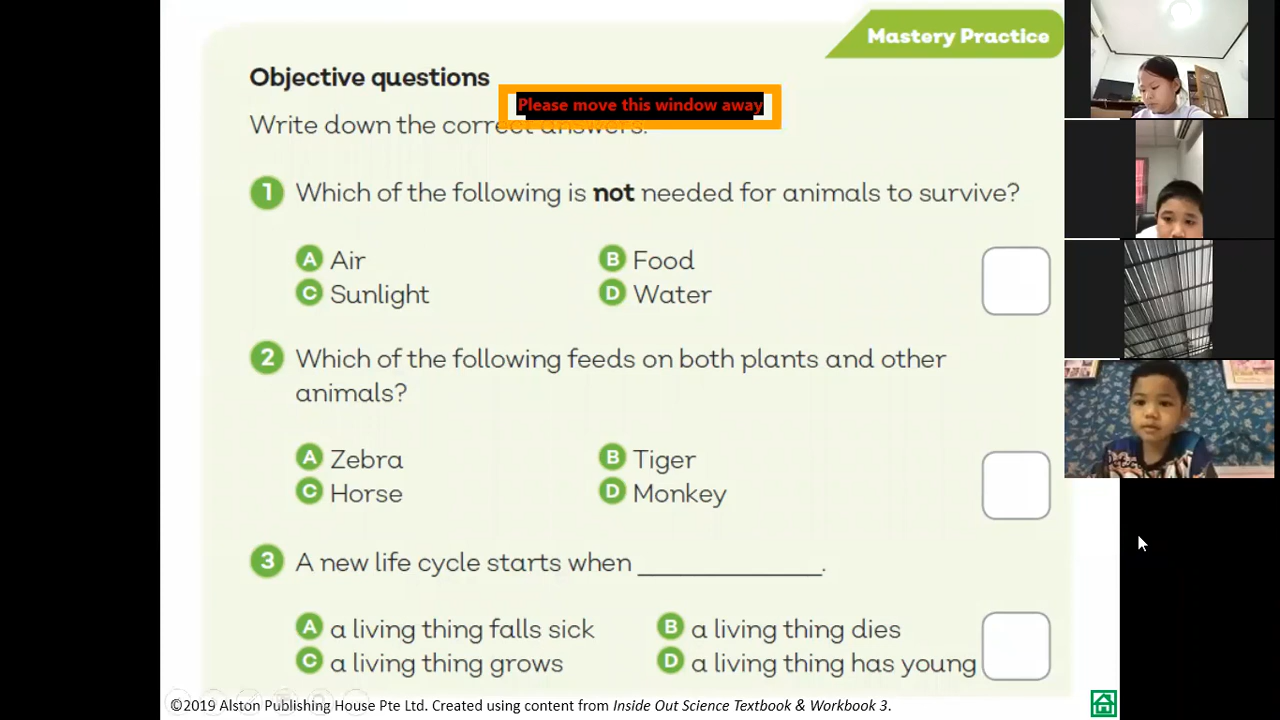 Mastery Practice
Objective questions
Please move this window away
Write down the correct answers.
1 Which of the following is not needed for animals to survive?
A Air B Food
C Sunlight D Water
2 Which of the following feeds on both plants and other
animals?
A Zebra B Tiger
C Horse D Monkey
3 A new life cycle starts when ______________.
A a living thing falls sick B a living thing dies
C a living thing grows D a living thing has young
©2019 Alston Publishing House Pte Ltd. Created using content from Inside Out Science Textbook & Workbook 3.